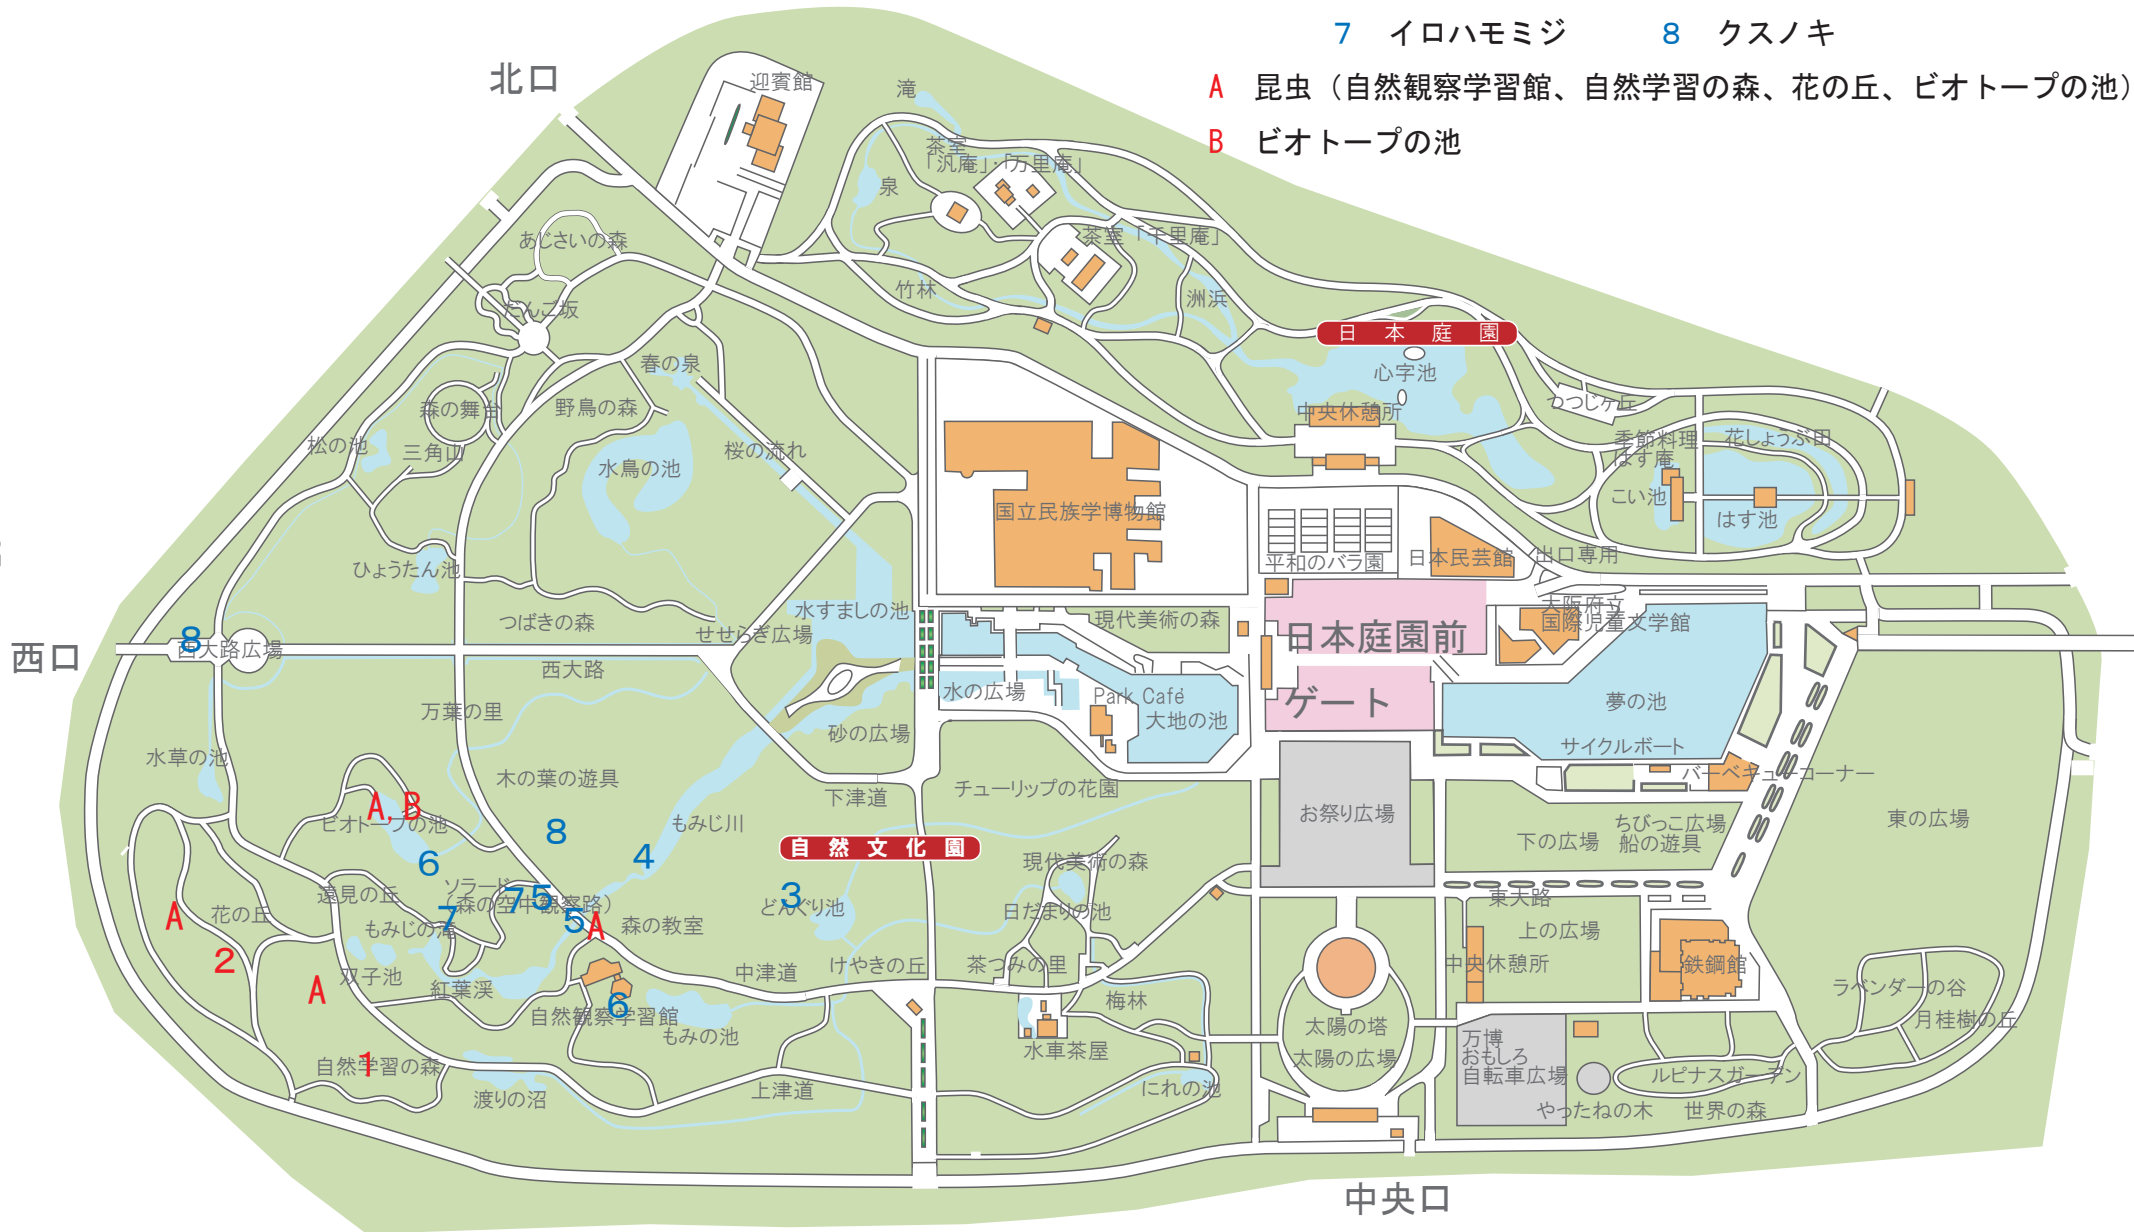 7 イロハモミジ 8 クスノキ
A 昆虫（自然観察学習館、自然学習の森、花の丘、ビオトープの池）
B ビオトープの池
北口
迎賓館
滝
茶室
「汎庵」・「万里庵」
泉
あじさいの森
茶室「千里庵」
竹林
洲浜
だんご坂
日本庭園
春の泉
心字池
森の舞台
野鳥の森
中央休憩所
つつじヶ丘
松の池
三角山
水鳥の池
桜の流れ
季節料理
はす庵
花しょうぶ田
こい池
はす池
国立民族学博物館
平和のバラ園
日本民芸館
出口専用
ひょうたん池
つばきの森
せせらぎ広場
水すましの池
現代美術の森
大阪府立
国際児童文学館
日本庭園前
ゲート
8
西口
西大路広場
西大路
水の広場
Park Café
大地の池
夢の池
万葉の里
砂の広場
サイクルボート
水草の池
木の葉の遊具
下津道
チューリップの花園
バーベキューコーナー
A,B
ビオトープの池
8
もみじ川
お祭り広場
下の広場
ちびっこ広場
船の遊具
東の広場
自然文化園
6
4
現代美術の森
遠見の丘
ソラード
（森の空中観察路）
7
5
3
どんぐり池
日だまりの池
東大路
A
花の丘
7
もみじの滝
5
A
森の教室
上の広場
2
A
双子池
紅葉渓
中津道
けやきの丘
茶つみの里
中央休憩所
鉄鋼館
ラベンダーの谷
6
自然観察学習館
もみの池
梅林
太陽の塔
太陽の広場
万博
おもしろ
自転車広場
月桂樹の丘
水車茶屋
1
自然学習の森
渡りの沼
上津道
にれの池
ルピナスガーデン
やったねの木
世界の森
中央口